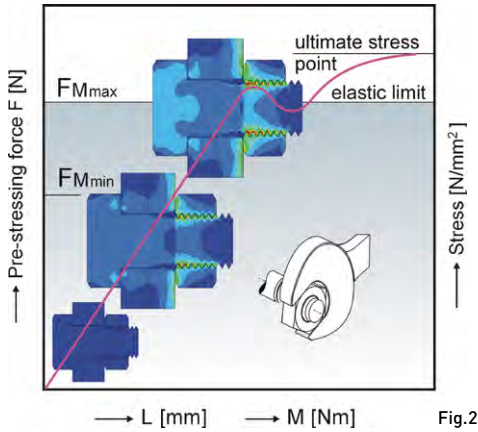 ultimate stress
point
FMmax
elastic limit
FMmin
Pre-stressing force F [N]
Stress [N/mm²]
L [mm]
M [Nm]
Fig.2